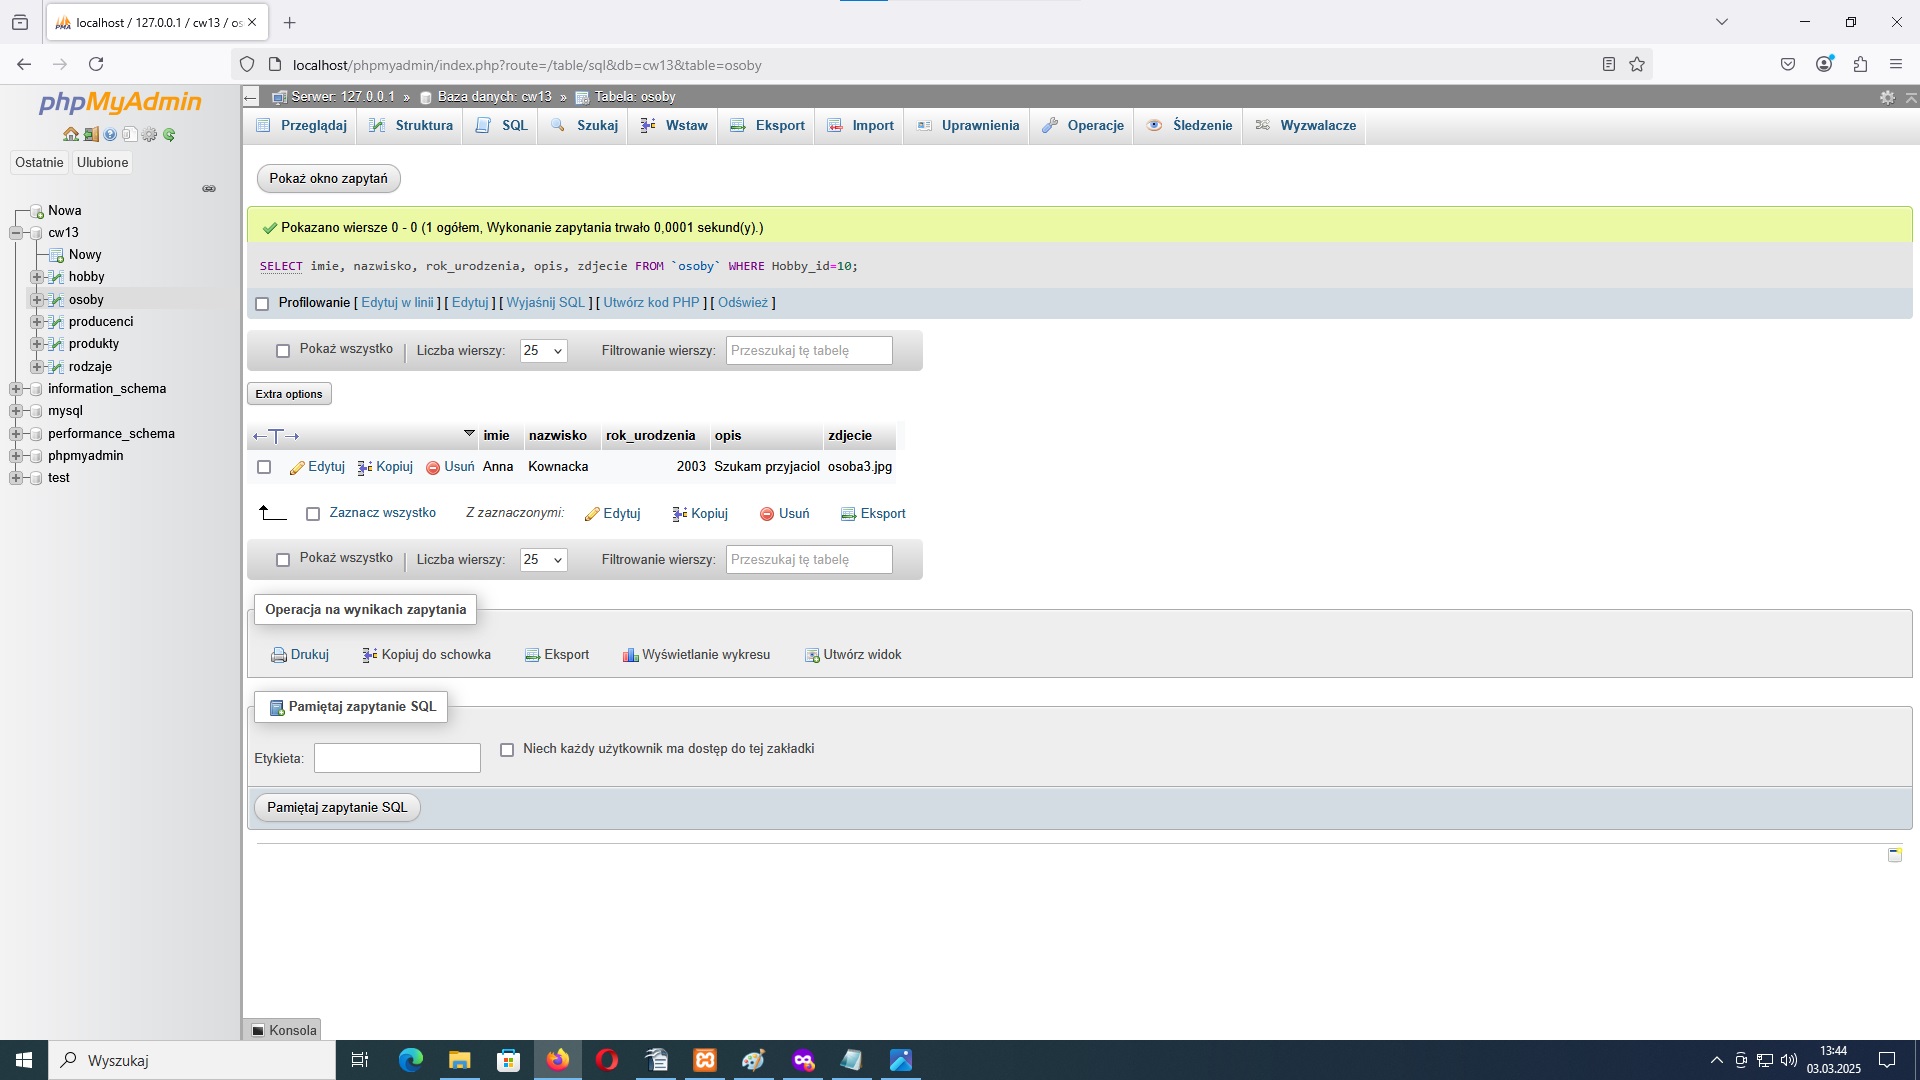 localhost / 127.0.0.1 / cw13 / os
localhost/phpmyadmin/index.php?route=/table/sql&db=cw13&table=osoby
phpMyAdmin
Ostatnie Ulubione
Nowa
cw13
Nowy
hobby
osoby
producenci
produkty
rodzaje
information_schema
mysql
performance_schema
phpmyadmin
test
Serwer: 127.0.0.1 » Baza danych: cw13 » Tabela: osoby
Przeglądaj Struktura SQL Szukaj Wstaw Eksport Import Uprawnienia Operacje Śledzenie Wyzwalacze
Pokaż okno zapytań
Pokazano wiersze 0 - 0 (1 ogółem, Wykonanie zapytania trwało 0,0001 sekund(y).)
SELECT imie, nazwisko, rok_urodzenia, opis, zdjecie FROM `osoby` WHERE Hobby_id=10;
Profilowanie [ Edytuj w linii ] [ Edytuj ] [ Wyjaśnij SQL ] [ Utwórz kod PHP ] [ Odśwież ]
Pokaż wszystko | Liczba wierszy: 25 Filtrowanie wierszy: Przeszukaj tę tabelę
Extra options
←T→ imie nazwisko rok_urodzenia opis zdjecie
Edytuj Kopiuj Usuń Anna Kownacka 2003 Szukam przyjaciol osoba3.jpg
Zaznacz wszystko Z zaznaczonymi: Edytuj Kopiuj Usuń Eksport
Pokaż wszystko | Liczba wierszy: 25 Filtrowanie wierszy: Przeszukaj tę tabelę
Operacja na wynikach zapytania
Drukuj Kopiuj do schowka Eksport Wyświetlanie wykresu Utwórz widok
Pamiętaj zapytanie SQL
Etykieta: Niech każdy użytkownik ma dostęp do tej zakładki
Pamiętaj zapytanie SQL
Konsola
Wyszukaj
13:44
03.03.2025